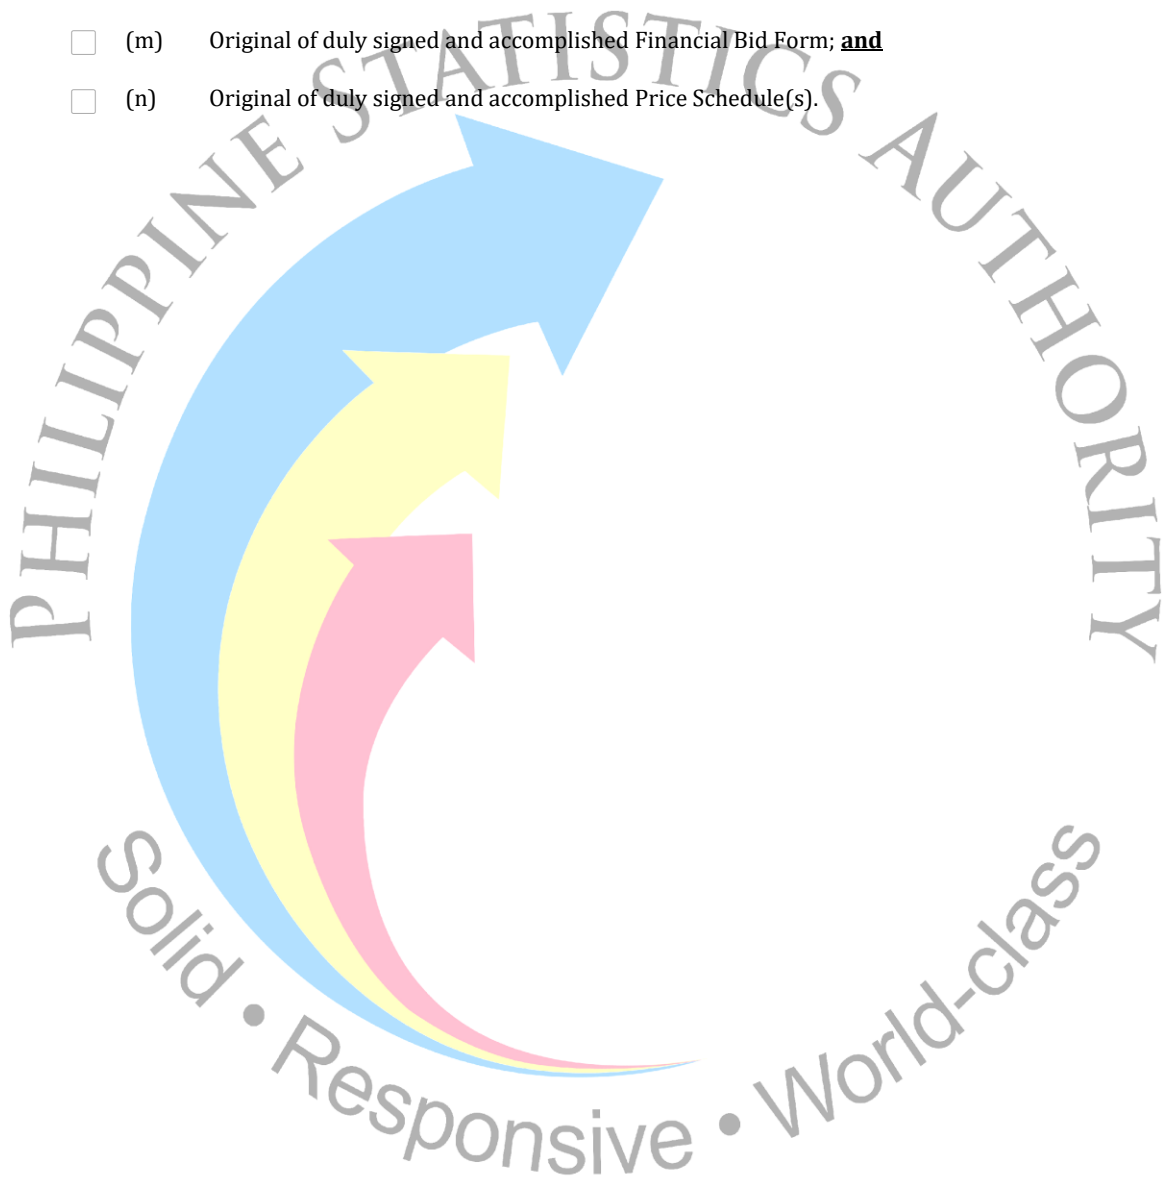 (m) Original of duly signed and accomplished Financial Bid Form; and
(n) Original of duly signed and accomplished Price Schedule(s).
PHILIPPINE STATISTICS AUTHORITY
Solid • Responsive • World-class